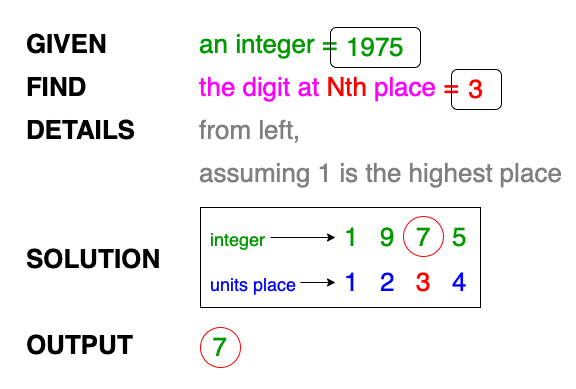 GIVEN an integer = 1975
FIND the digit at Nth place = 3
DETAILS from left,
assuming 1 is the highest place
SOLUTION
integer 1 9 7 5
units place 1 2 3 4
OUTPUT 7